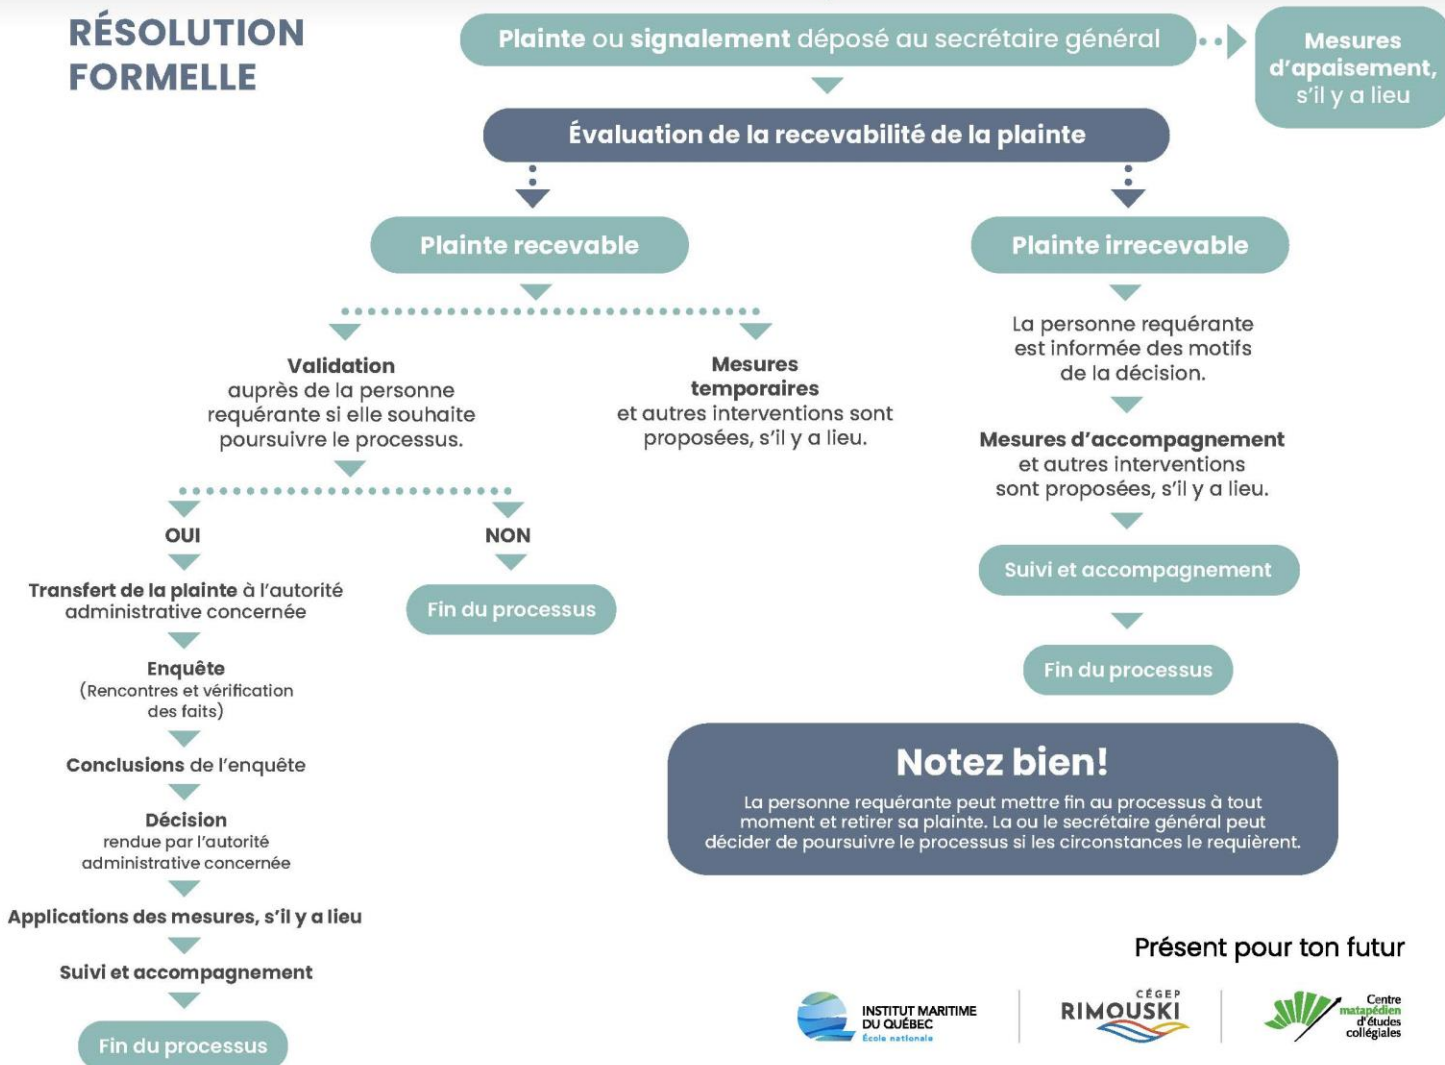 RÉSOLUTION
FORMELLE
Plainte ou signalement déposé au secrétaire général
Mesures
d'apaisement,
s'il y a lieu
Évaluation de la recevabilité de la plainte
Plainte recevable
Plainte irrecevable
Validation
auprès de la personne
requérante si elle souhaite
poursuivre le processus.
Mesures
temporaires
et autres interventions sont
proposées, s'il y a lieu.
La personne requérante
est informée des motifs
de la décision.
Mesures d'accompagnement
et autres interventions
sont proposées, s'il y a lieu.
OUI
NON
Transfert de la plainte à l'autorité
administrative concernée
Fin du processus
Suivi et accompagnement
Fin du processus
Enquête
(Rencontres et vérification
des faits)
Conclusions de l'enquête
Décision
rendue par l'autorité
administrative concernée
Applications des mesures, s'il y a lieu
Suivi et accompagnement
Fin du processus
Notez bien!
La personne requérante peut mettre fin au processus à tout
moment et retirer sa plainte. La ou le secrétaire général peut
décider de poursuivre le processus si les circonstances le requièrent.
Présent pour ton futur
INSTITUT MARITIME
DU QUÉBEC
École nationale
CÉGEP
RIMOUSKI
Centre
matapédien
d'études
collégiales